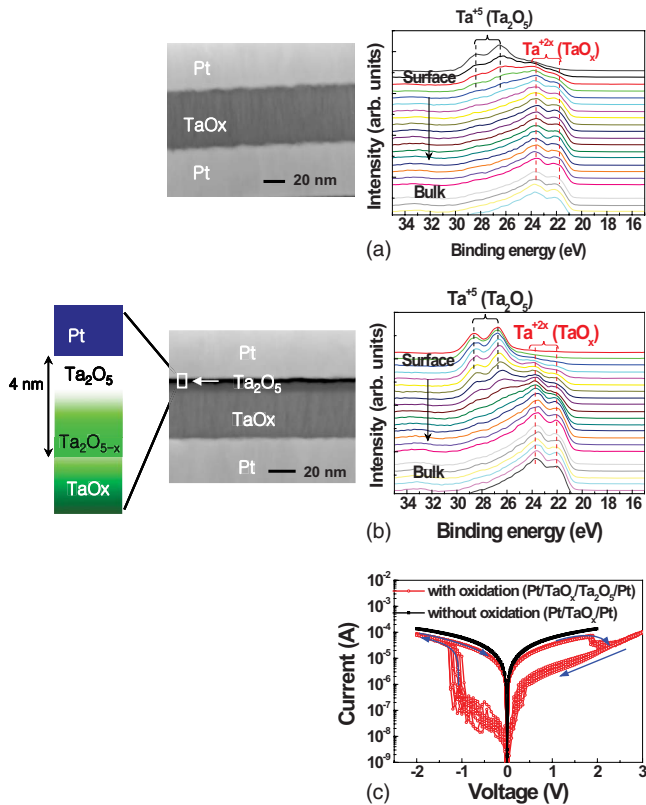 Pt
TaOx
Pt
20 nm
Ta⁺⁵ (Ta₂O₅)
Ta⁺²ˣ (TaOₓ)
Surface
Bulk
Intensity (arb. units)
34 32 30 28 26 24 22 20 18 16
Binding energy (eV)
(a)
Pt
4 nm
Ta₂O₅
Ta₂O₅₋ₓ
TaOx
Pt
Ta₂O₅
TaOx
Pt
20 nm
Ta⁺⁵ (Ta₂O₅)
Ta⁺²ˣ (TaOₓ)
Surface
Bulk
Intensity (arb. units)
34 32 30 28 26 24 22 20 18 16
Binding energy (eV)
(b)
with oxidation (Pt/TaOₓ/Ta₂O₅/Pt)
without oxidation (Pt/TaOₓ/Pt)
Current (A)
10⁻²
10⁻³
10⁻⁴
10⁻⁵
10⁻⁶
10⁻⁷
10⁻⁸
10⁻⁹
-2 -1 0 1 2 3
Voltage (V)
(c)